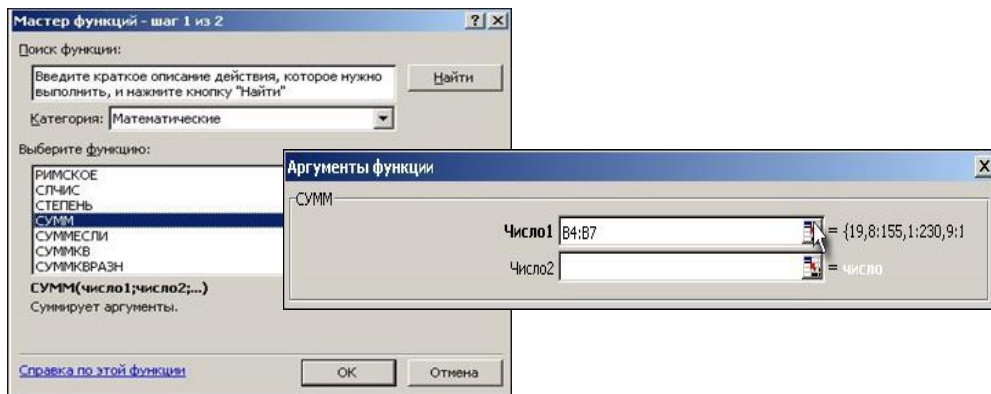 Мастер функций - шаг 1 из 2
Поиск функции:
Введите краткое описание действия, которое нужно
выполнить, и нажмите кнопку "Найти"
Найти
Категория: Математические
Выберите функцию:
РИМСКОЕ
СЛЧИС
СТЕПЕНЬ
СУММ
СУММЕСЛИ
СУММКВ
СУММКВРАЗН
СУММ(число1;число2;...)
Суммирует аргументы.
Справка по этой функции
ОК
Отмена
Аргументы функции
СУММ
Число1 B4:B7 = {19,8:155,1:230,9:1
Число2 = число